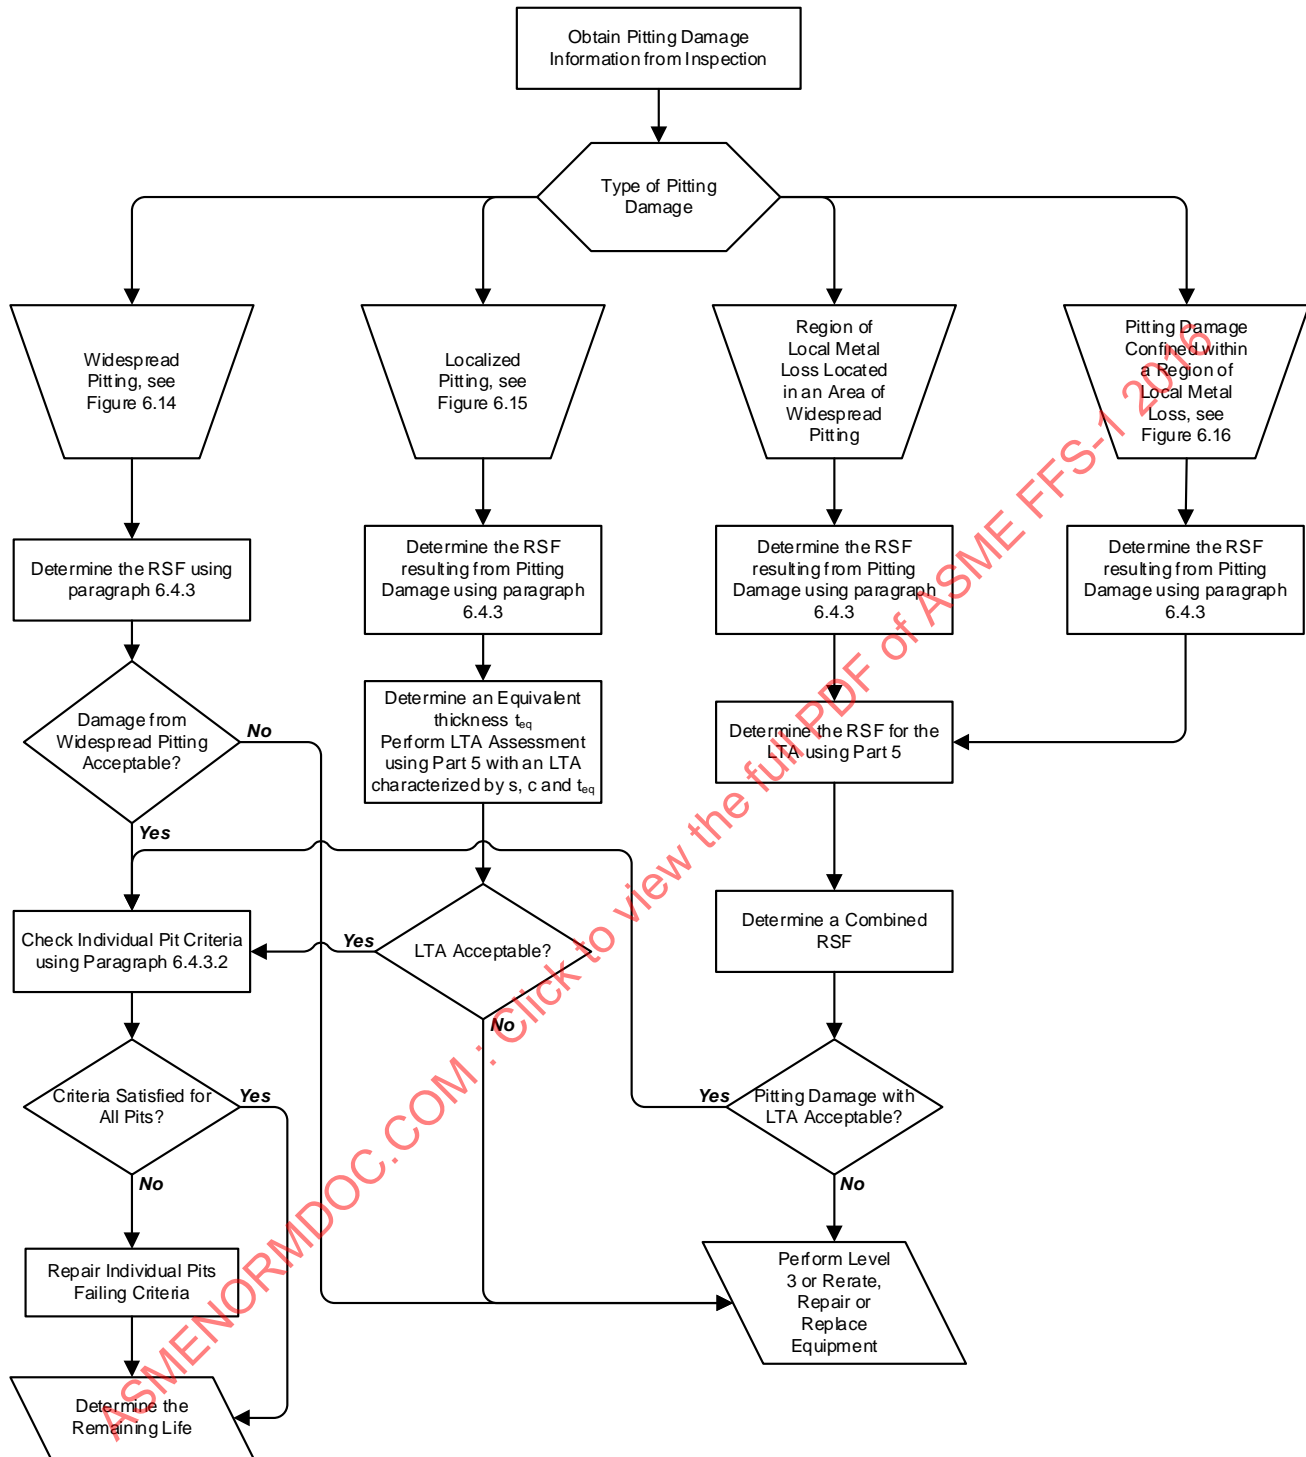 Obtain Pitting Damage
Information from Inspection
Type of Pitting
Damage
Widespread
Pitting, see
Figure 6.14
Localized
Pitting, see
Figure 6.15
Region of
Local Metal
Loss Located
in an Area of
Widespread
Pitting
Pitting Damage
Confined within
a Region of
Local Metal
Loss, see
Figure 6.16
Determine the RSF using
paragraph 6.4.3
Determine the RSF
resulting from Pitting
Damage using paragraph
6.4.3
Determine the RSF
resulting from Pitting
Damage using paragraph
6.4.3
Determine the RSF
resulting from Pitting
Damage using paragraph
6.4.3
Damage from
Widespread Pitting
Acceptable?
No
Yes
Determine an Equivalent
thickness teq
Perform LTA Assessment
using Part 5 with an LTA
characterized by s, c and teq
Determine the RSF for the
LTA using Part 5
Check Individual Pit Criteria
using Paragraph 6.4.3.2
Yes
LTA Acceptable?
No
Determine a Combined
RSF
Criteria Satisfied for
All Pits?
Yes
No
Yes
Pitting Damage with
LTA Acceptable?
No
Repair Individual Pits
Failing Criteria
Perform Level
3 or Rerate,
Repair or
Replace
Equipment
Determine the
Remaining Life
ASMENORMDOC.COM : Click to view the full PDF of ASME FFS-1 2016